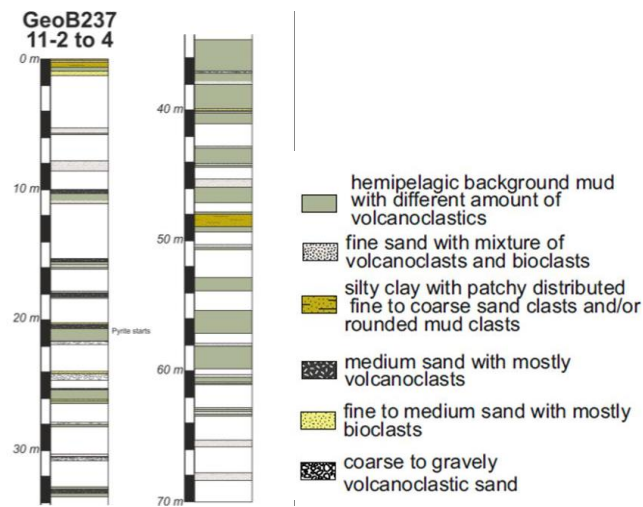 GeoB237
11-2 to 4
0 m
10 m
20 m
30 m
Pyrite starts
40 m
50 m
60 m
70 m
hemipelagic background mud
with different amount of
volcanoclastics
fine sand with mixture of
volcanoclasts and bioclasts
silty clay with patchy distributed
fine to coarse sand clasts and/or
rounded mud clasts
medium sand with mostly
volcanoclasts
fine to medium sand with mostly
bioclasts
coarse to gravely
volcanoclastic sand